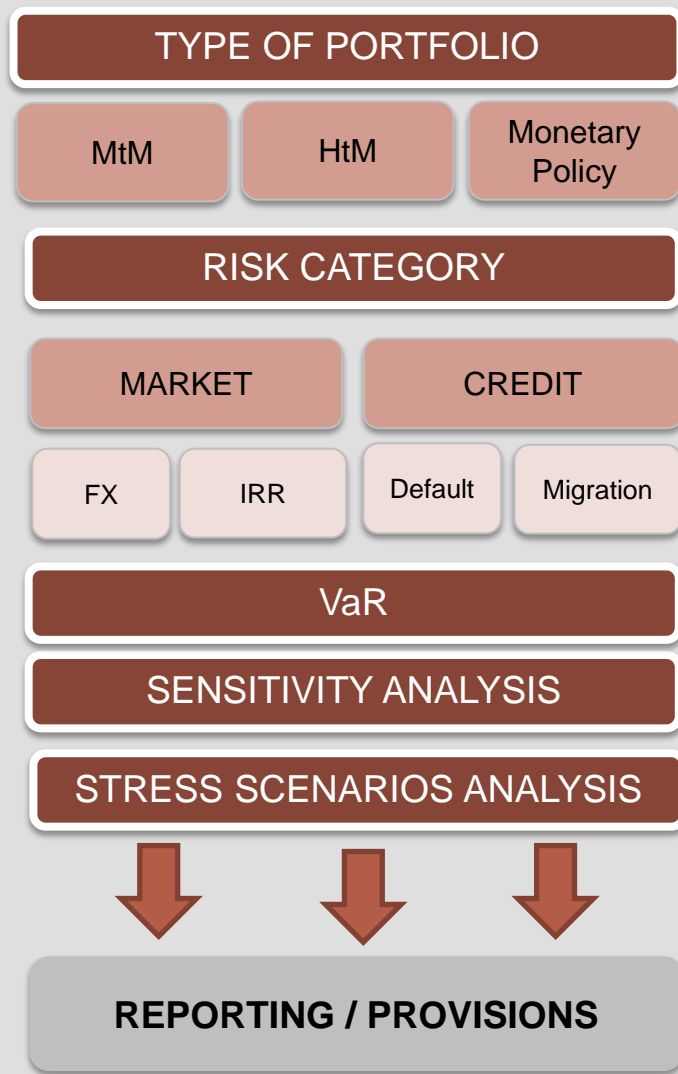 TYPE OF PORTFOLIO
MtM
HtM
Monetary
Policy
RISK CATEGORY
MARKET
CREDIT
FX
IRR
Default
Migration
VaR
SENSITIVITY ANALYSIS
STRESS SCENARIOS ANALYSIS
REPORTING / PROVISIONS